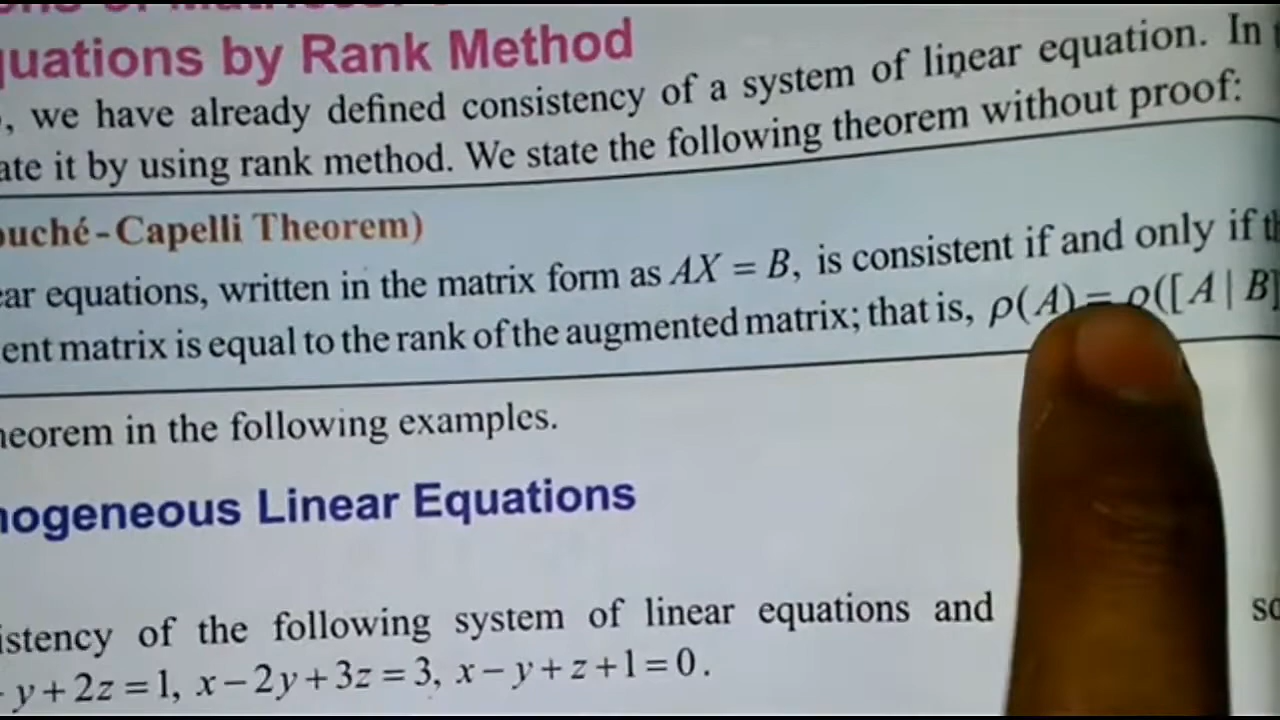 quations by Rank Method
, we have already defined consistency of a system of linear equation. In
ate it by using rank method. We state the following theorem without proof:
ouché-Capelli Theorem)
ear equations, written in the matrix form as AX = B, is consistent if and only if th
ent matrix is equal to the rank of the augmented matrix; that is, ρ(A) = ρ([A | B]
heorem in the following examples.
nogeneous Linear Equations
istency of the following system of linear equations and so
- y + 2z = 1, x - 2y + 3z = 3, x - y + z + 1 = 0.